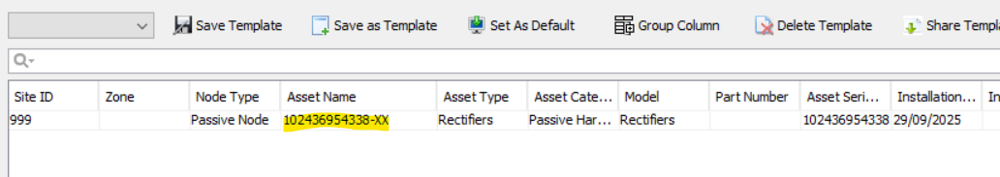 Save Template Save as Template Set As Default Group Column Delete Template Share Templ
Site ID Zone Node Type Asset Name Asset Type Asset Cate... Model Part Number Asset Seri... Installation... In
999 Passive Node 102436954338-XX Rectifiers Passive Har... Rectifiers 102436954338 29/09/2025